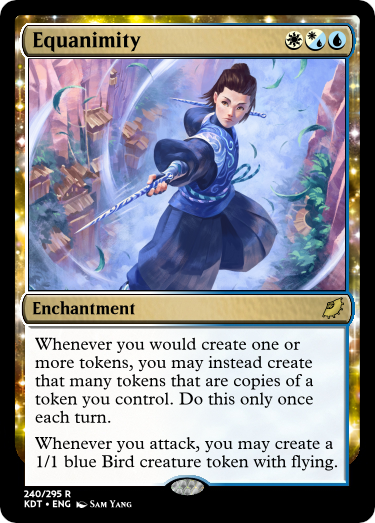 Equanimity
Enchantment
Whenever you would create one or
more tokens, you may instead create
that many tokens that are copies of a
token you control. Do this only once
each turn.
Whenever you attack, you may create a
1/1 blue Bird creature token with flying.
240/295 R
KDT • ENG Sam Yang